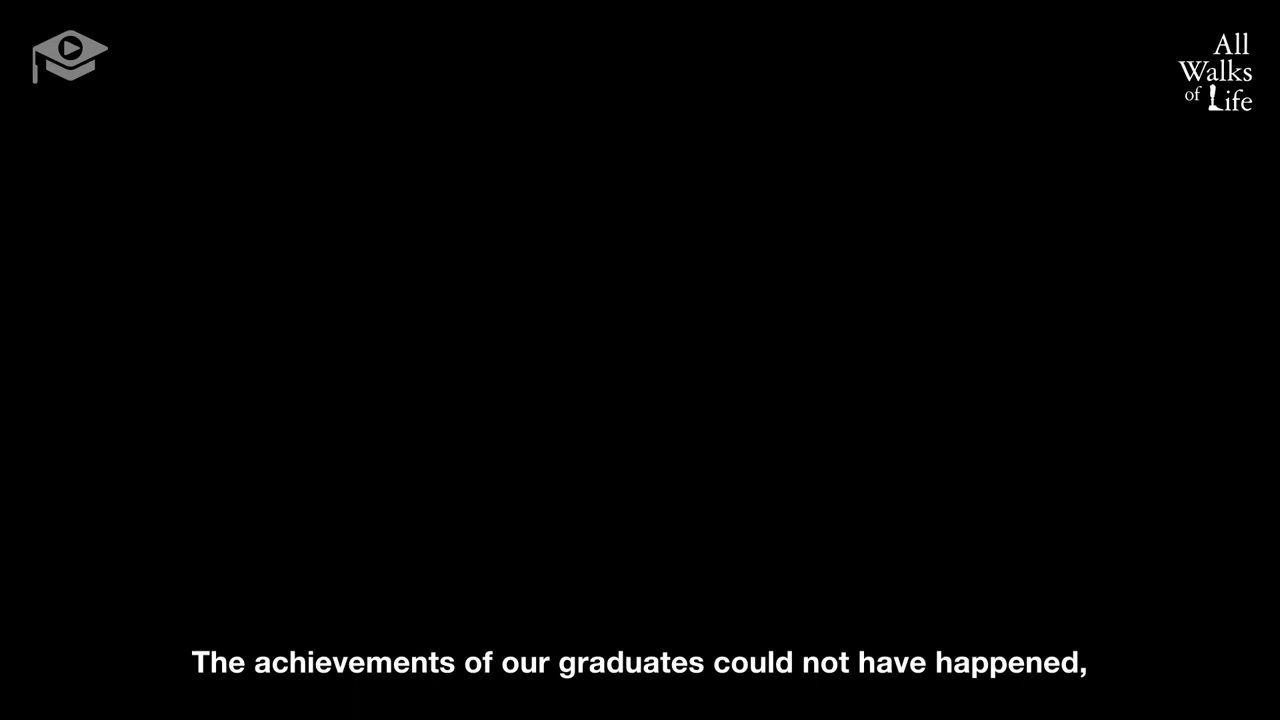 All
Walks
of Life
The achievements of our graduates could not have happened,